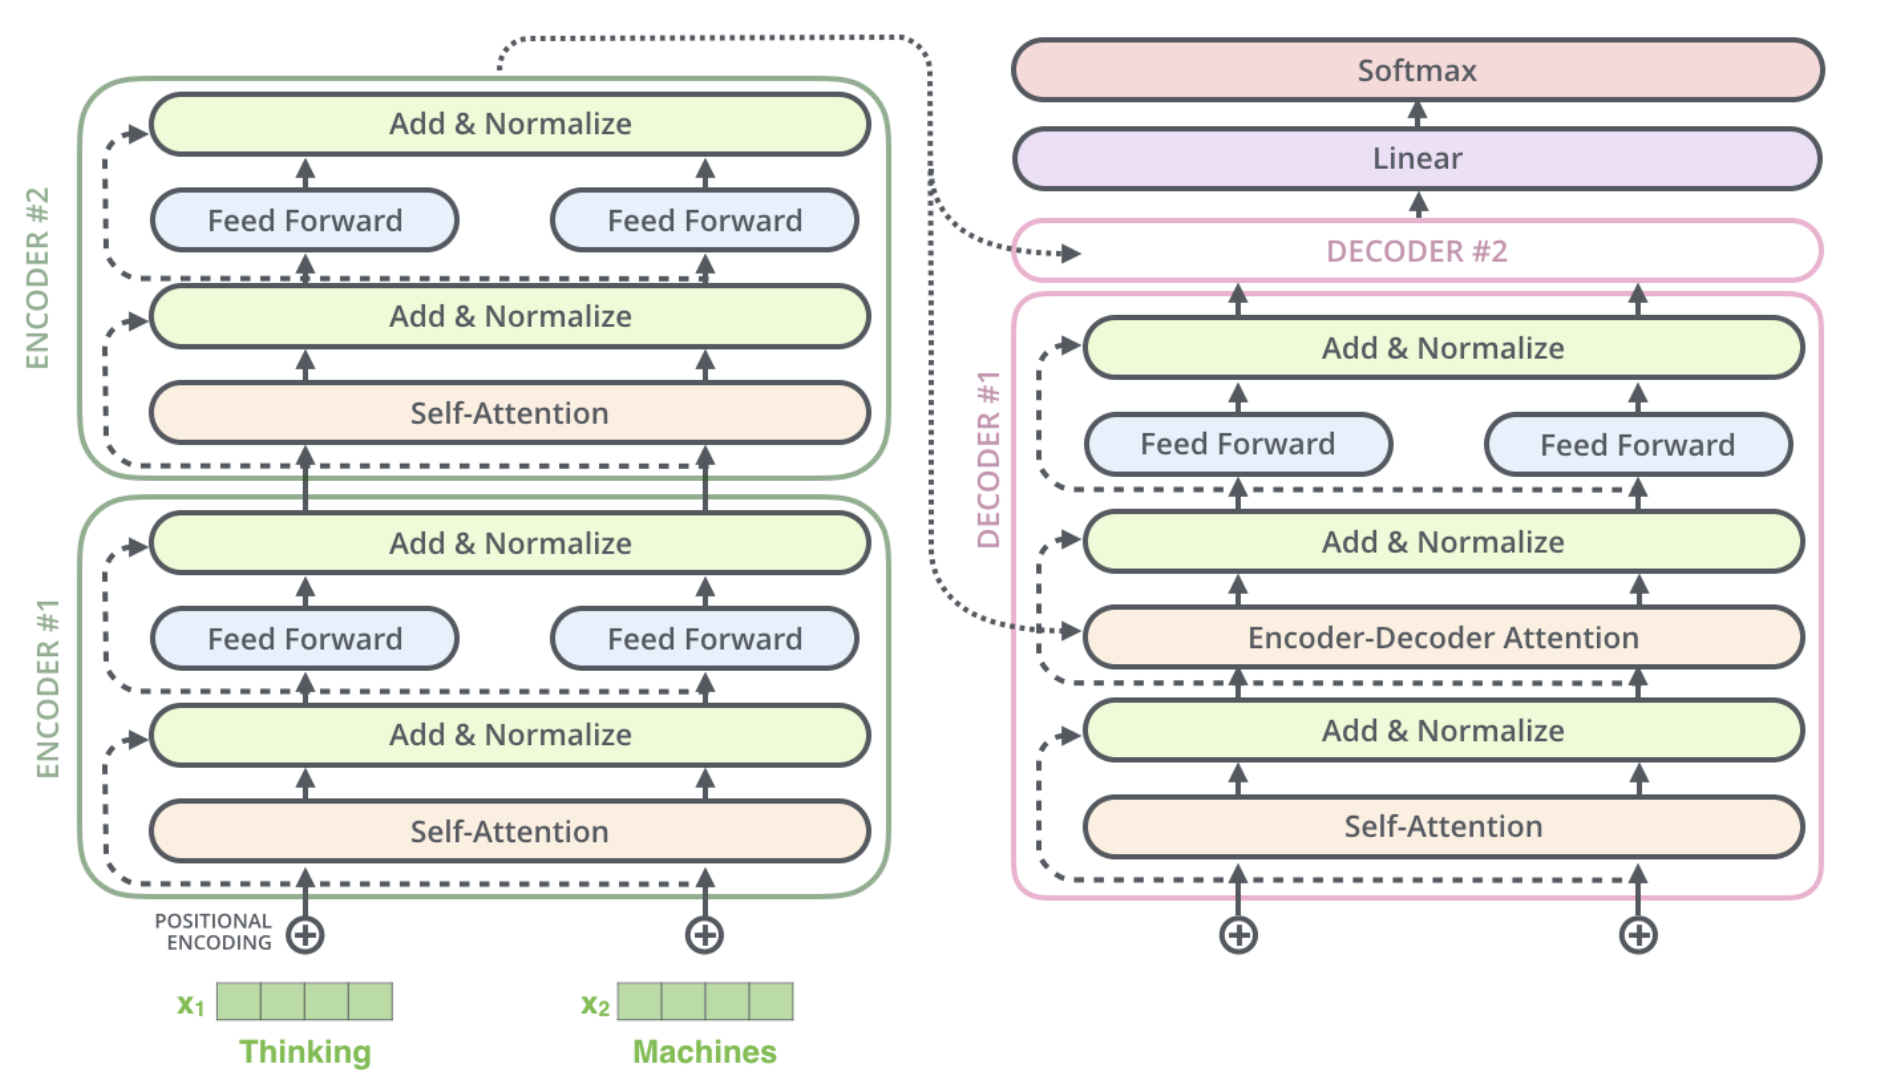 ENCODER #2
Add & Normalize
Feed Forward
Feed Forward
Add & Normalize
Self-Attention
ENCODER #1
Add & Normalize
Feed Forward
Feed Forward
Add & Normalize
Self-Attention
POSITIONAL
ENCODING
x1
x2
Thinking
Machines
Softmax
Linear
DECODER #2
DECODER #1
Add & Normalize
Feed Forward
Feed Forward
Add & Normalize
Encoder-Decoder Attention
Add & Normalize
Self-Attention